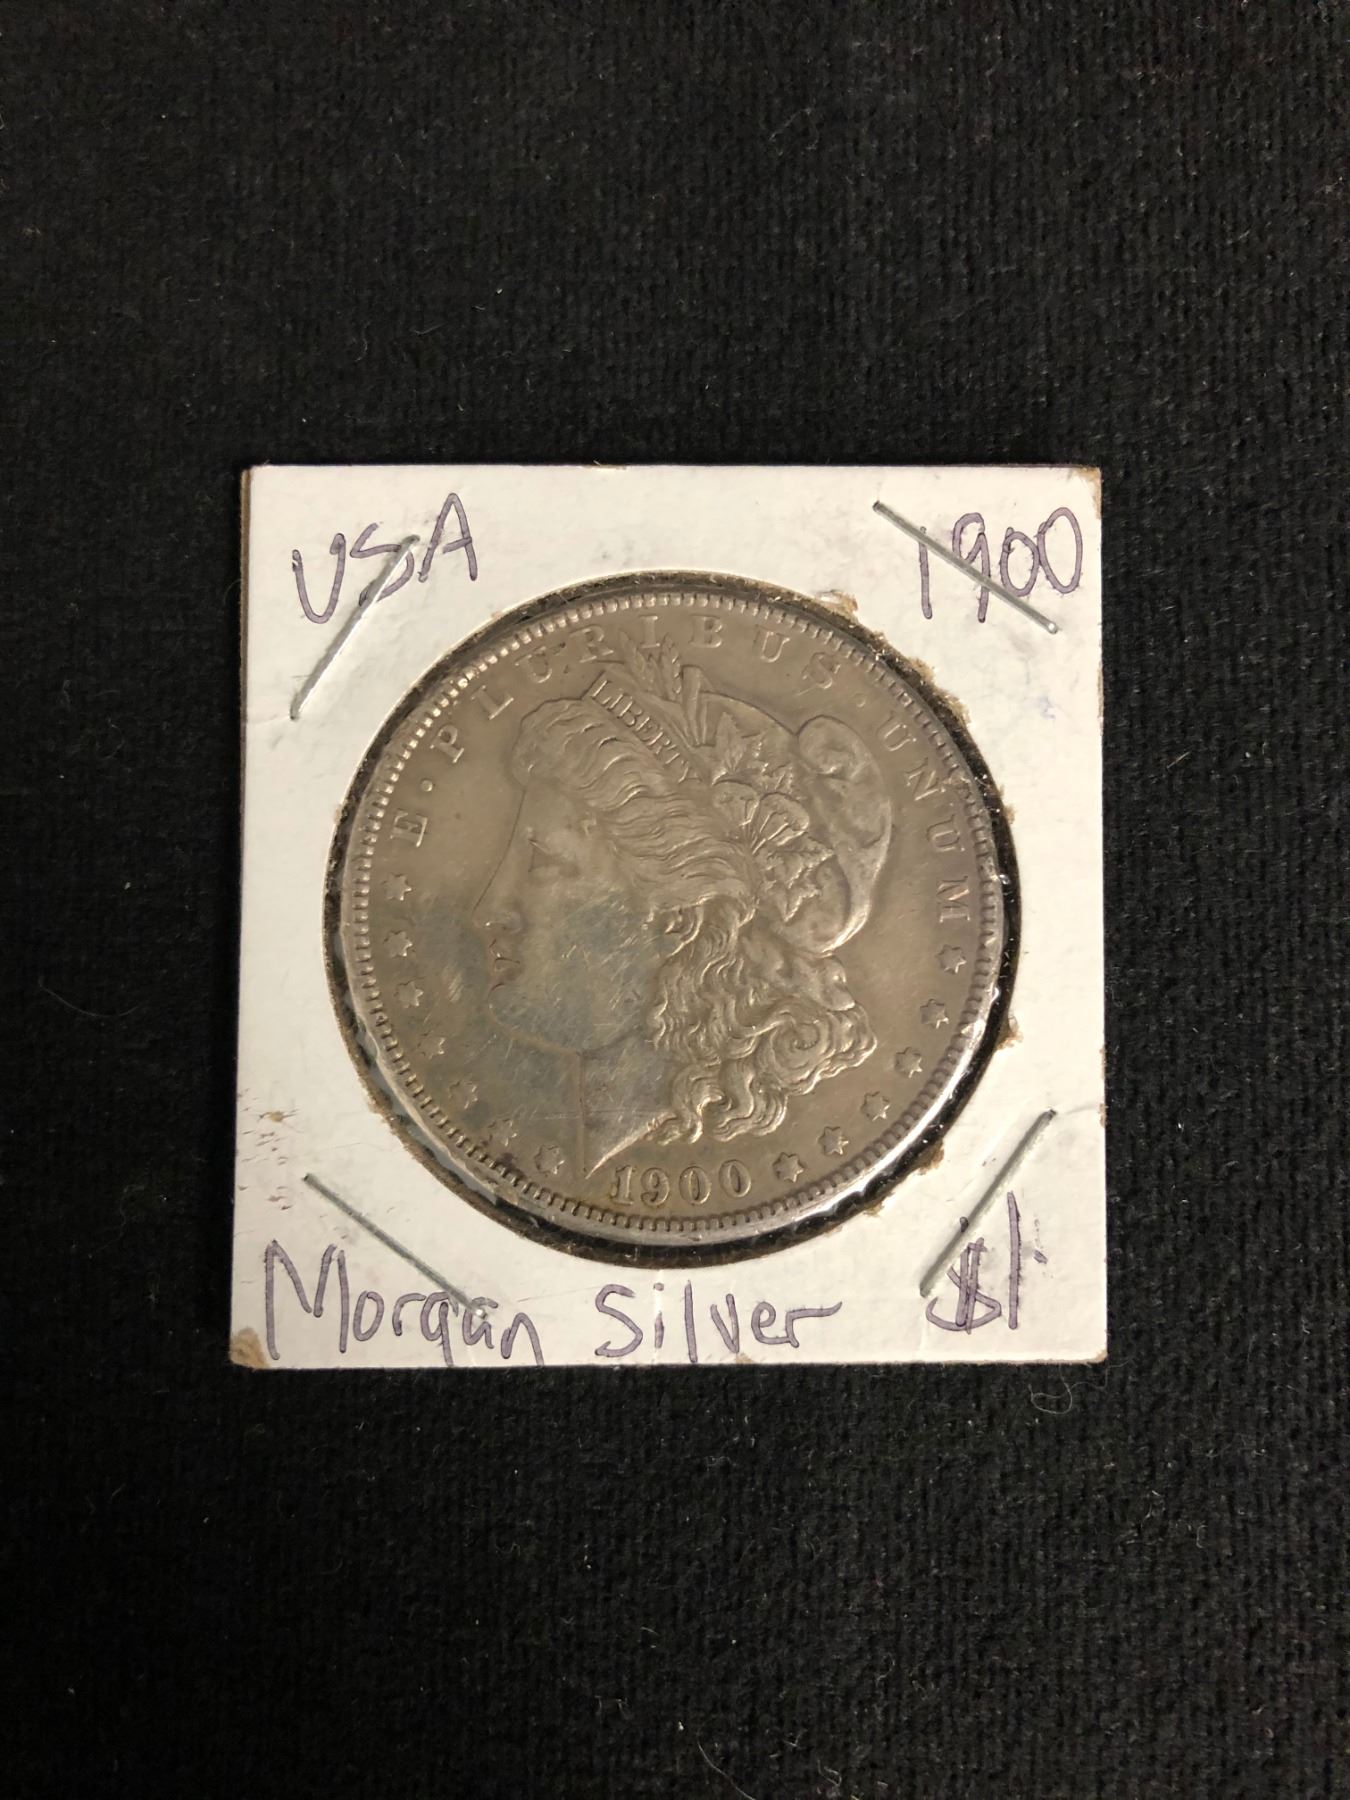 USA 1900
E · PLURIBUS · UNUM
LIBERTY
1900
Morgan Silver $1